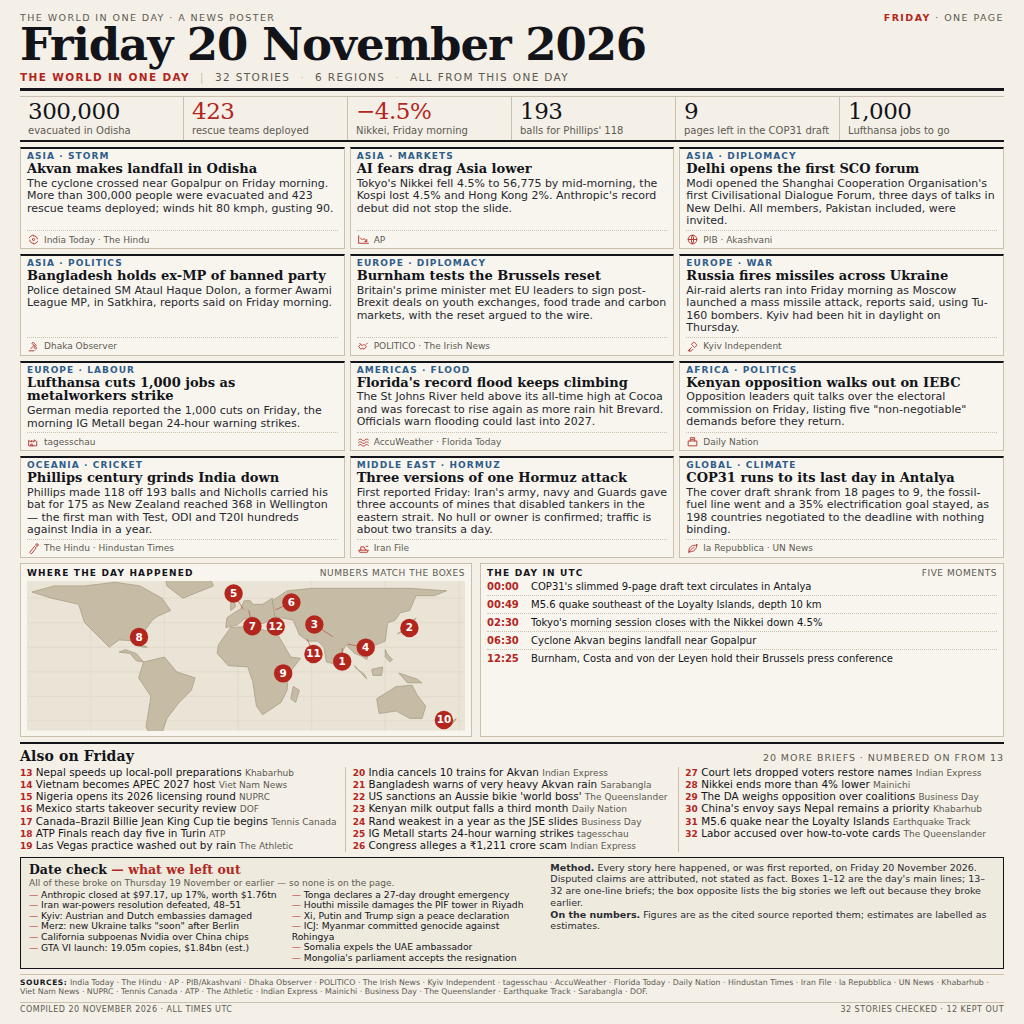 THE WORLD IN ONE DAY · A NEWS POSTER
FRIDAY · ONE PAGE
Friday 20 November 2026
THE WORLD IN ONE DAY | 32 STORIES · 6 REGIONS · ALL FROM THIS ONE DAY
300,000
evacuated in Odisha
423
rescue teams deployed
−4.5%
Nikkei, Friday morning
193
balls for Phillips' 118
9
pages left in the COP31 draft
1,000
Lufthansa jobs to go
ASIA · STORM
Akvan makes landfall in Odisha
The cyclone crossed near Gopalpur on Friday morning.
More than 300,000 people were evacuated and 423
rescue teams deployed; winds hit 80 kmph, gusting 90.
India Today · The Hindu
ASIA · MARKETS
AI fears drag Asia lower
Tokyo's Nikkei fell 4.5% to 56,775 by mid-morning, the
Kospi lost 4.5% and Hong Kong 2%. Anthropic's record
debut did not stop the slide.
AP
ASIA · DIPLOMACY
Delhi opens the first SCO forum
Modi opened the Shanghai Cooperation Organisation's
first Civilisational Dialogue Forum, three days of talks in
New Delhi. All members, Pakistan included, were
invited.
PIB · Akashvani
ASIA · POLITICS
Bangladesh holds ex-MP of banned party
Police detained SM Ataul Haque Dolon, a former Awami
League MP, in Satkhira, reports said on Friday morning.
Dhaka Observer
EUROPE · DIPLOMACY
Burnham tests the Brussels reset
Britain's prime minister met EU leaders to sign post-
Brexit deals on youth exchanges, food trade and carbon
markets, with the reset argued to the wire.
POLITICO · The Irish News
EUROPE · WAR
Russia fires missiles across Ukraine
Air-raid alerts ran into Friday morning as Moscow
launched a mass missile attack, reports said, using Tu-
160 bombers. Kyiv had been hit in daylight on
Thursday.
Kyiv Independent
EUROPE · LABOUR
Lufthansa cuts 1,000 jobs as
metalworkers strike
German media reported the 1,000 cuts on Friday, the
morning IG Metall began 24-hour warning strikes.
tagesschau
AMERICAS · FLOOD
Florida's record flood keeps climbing
The St Johns River held above its all-time high at Cocoa
and was forecast to rise again as more rain hit Brevard.
Officials warn flooding could last into 2027.
AccuWeather · Florida Today
AFRICA · POLITICS
Kenyan opposition walks out on IEBC
Opposition leaders quit talks over the electoral
commission on Friday, listing five "non-negotiable"
demands before they return.
Daily Nation
OCEANIA · CRICKET
Phillips century grinds India down
Phillips made 118 off 193 balls and Nicholls carried his
bat for 175 as New Zealand reached 368 in Wellington
— the first man with Test, ODI and T20I hundreds
against India in a year.
The Hindu · Hindustan Times
MIDDLE EAST · HORMUZ
Three versions of one Hormuz attack
First reported Friday: Iran's army, navy and Guards gave
three accounts of mines that disabled tankers in the
eastern strait. No hull or owner is confirmed; traffic is
about two transits a day.
Iran File
GLOBAL · CLIMATE
COP31 runs to its last day in Antalya
The cover draft shrank from 18 pages to 9, the fossil-
fuel line went and a 35% electrification goal stayed, as
198 countries negotiated to the deadline with nothing
binding.
la Repubblica · UN News
WHERE THE DAY HAPPENED
NUMBERS MATCH THE BOXES
5
6
7
12
3
2
8
11
4
1
9
10
THE DAY IN UTC
FIVE MOMENTS
00:00 COP31's slimmed 9-page draft text circulates in Antalya
00:49 M5.6 quake southeast of the Loyalty Islands, depth 10 km
02:30 Tokyo's morning session closes with the Nikkei down 4.5%
06:30 Cyclone Akvan begins landfall near Gopalpur
12:25 Burnham, Costa and von der Leyen hold their Brussels press conference
Also on Friday
20 MORE BRIEFS · NUMBERED ON FROM 13
13 Nepal speeds up local-poll preparations Khabarhub
14 Vietnam becomes APEC 2027 host Viet Nam News
15 Nigeria opens its 2026 licensing round NUPRC
16 Mexico starts takeover security review DOF
17 Canada–Brazil Billie Jean King Cup tie begins Tennis Canada
18 ATP Finals reach day five in Turin ATP
19 Las Vegas practice washed out by rain The Athletic
20 India cancels 10 trains for Akvan Indian Express
21 Bangladesh warns of very heavy Akvan rain Sarabangla
22 US sanctions an Aussie bikie 'world boss' The Queenslander
23 Kenyan milk output falls a third month Daily Nation
24 Rand weakest in a year as the JSE slides Business Day
25 IG Metall starts 24-hour warning strikes tagesschau
26 Congress alleges a ₹1,211 crore scam Indian Express
27 Court lets dropped voters restore names Indian Express
28 Nikkei ends more than 4% lower Mainichi
29 The DA weighs opposition over coalitions Business Day
30 China's envoy says Nepal remains a priority Khabarhub
31 M5.6 quake near the Loyalty Islands Earthquake Track
32 Labor accused over how-to-vote cards The Queenslander
Date check — what we left out
All of these broke on Thursday 19 November or earlier — so none is on the page.
— Anthropic closed at $97.17, up 17%, worth $1.76tn
— Iran war-powers resolution defeated, 48–51
— Kyiv: Austrian and Dutch embassies damaged
— Merz: new Ukraine talks "soon" after Berlin
— California subpoenas Nvidia over China chips
— GTA VI launch: 19.05m copies, $1.84bn (est.)
— Tonga declares a 27-day drought emergency
— Houthi missile damages the PIF tower in Riyadh
— Xi, Putin and Trump sign a peace declaration
— ICJ: Myanmar committed genocide against
Rohingya
— Somalia expels the UAE ambassador
— Mongolia's parliament accepts the resignation
Method. Every story here happened, or was first reported, on Friday 20 November 2026.
Disputed claims are attributed, not stated as fact. Boxes 1–12 are the day's main lines; 13–
32 are one-line briefs; the box opposite lists the big stories we left out because they broke
earlier.
On the numbers. Figures are as the cited source reported them; estimates are labelled as
estimates.
SOURCES: India Today · The Hindu · AP · PIB/Akashvani · Dhaka Observer · POLITICO · The Irish News · Kyiv Independent · tagesschau · AccuWeather · Florida Today · Daily Nation · Hindustan Times · Iran File · la Repubblica · UN News · Khabarhub ·
Viet Nam News · NUPRC · Tennis Canada · ATP · The Athletic · Indian Express · Mainichi · Business Day · The Queenslander · Earthquake Track · Sarabangla · DOF.
COMPILED 20 NOVEMBER 2026 · ALL TIMES UTC
32 STORIES CHECKED · 12 KEPT OUT